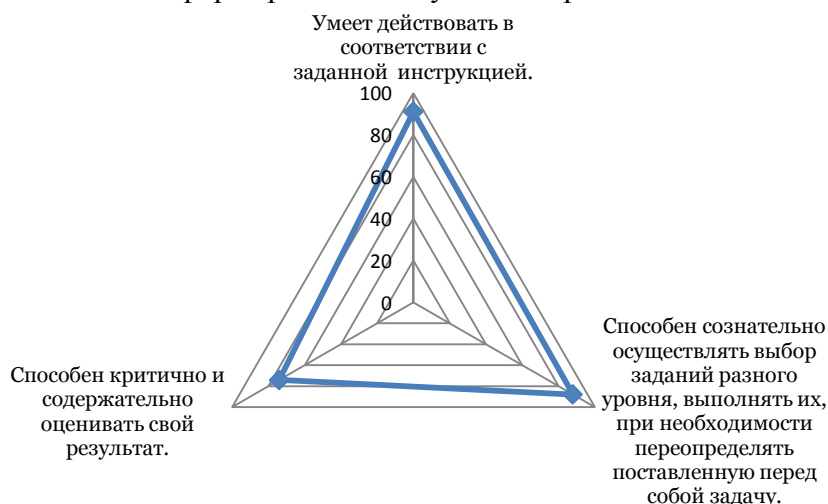 Умеет действовать в
соответствии с
заданной инструкцией.
100
80
60
40
20
0
Способен сознательно
осуществлять выбор
заданий разного
уровня, выполнять их,
при необходимости
переопределять
поставленную перед
собой задачу.
Способен критично и
содержательно
оценивать свой
результат.